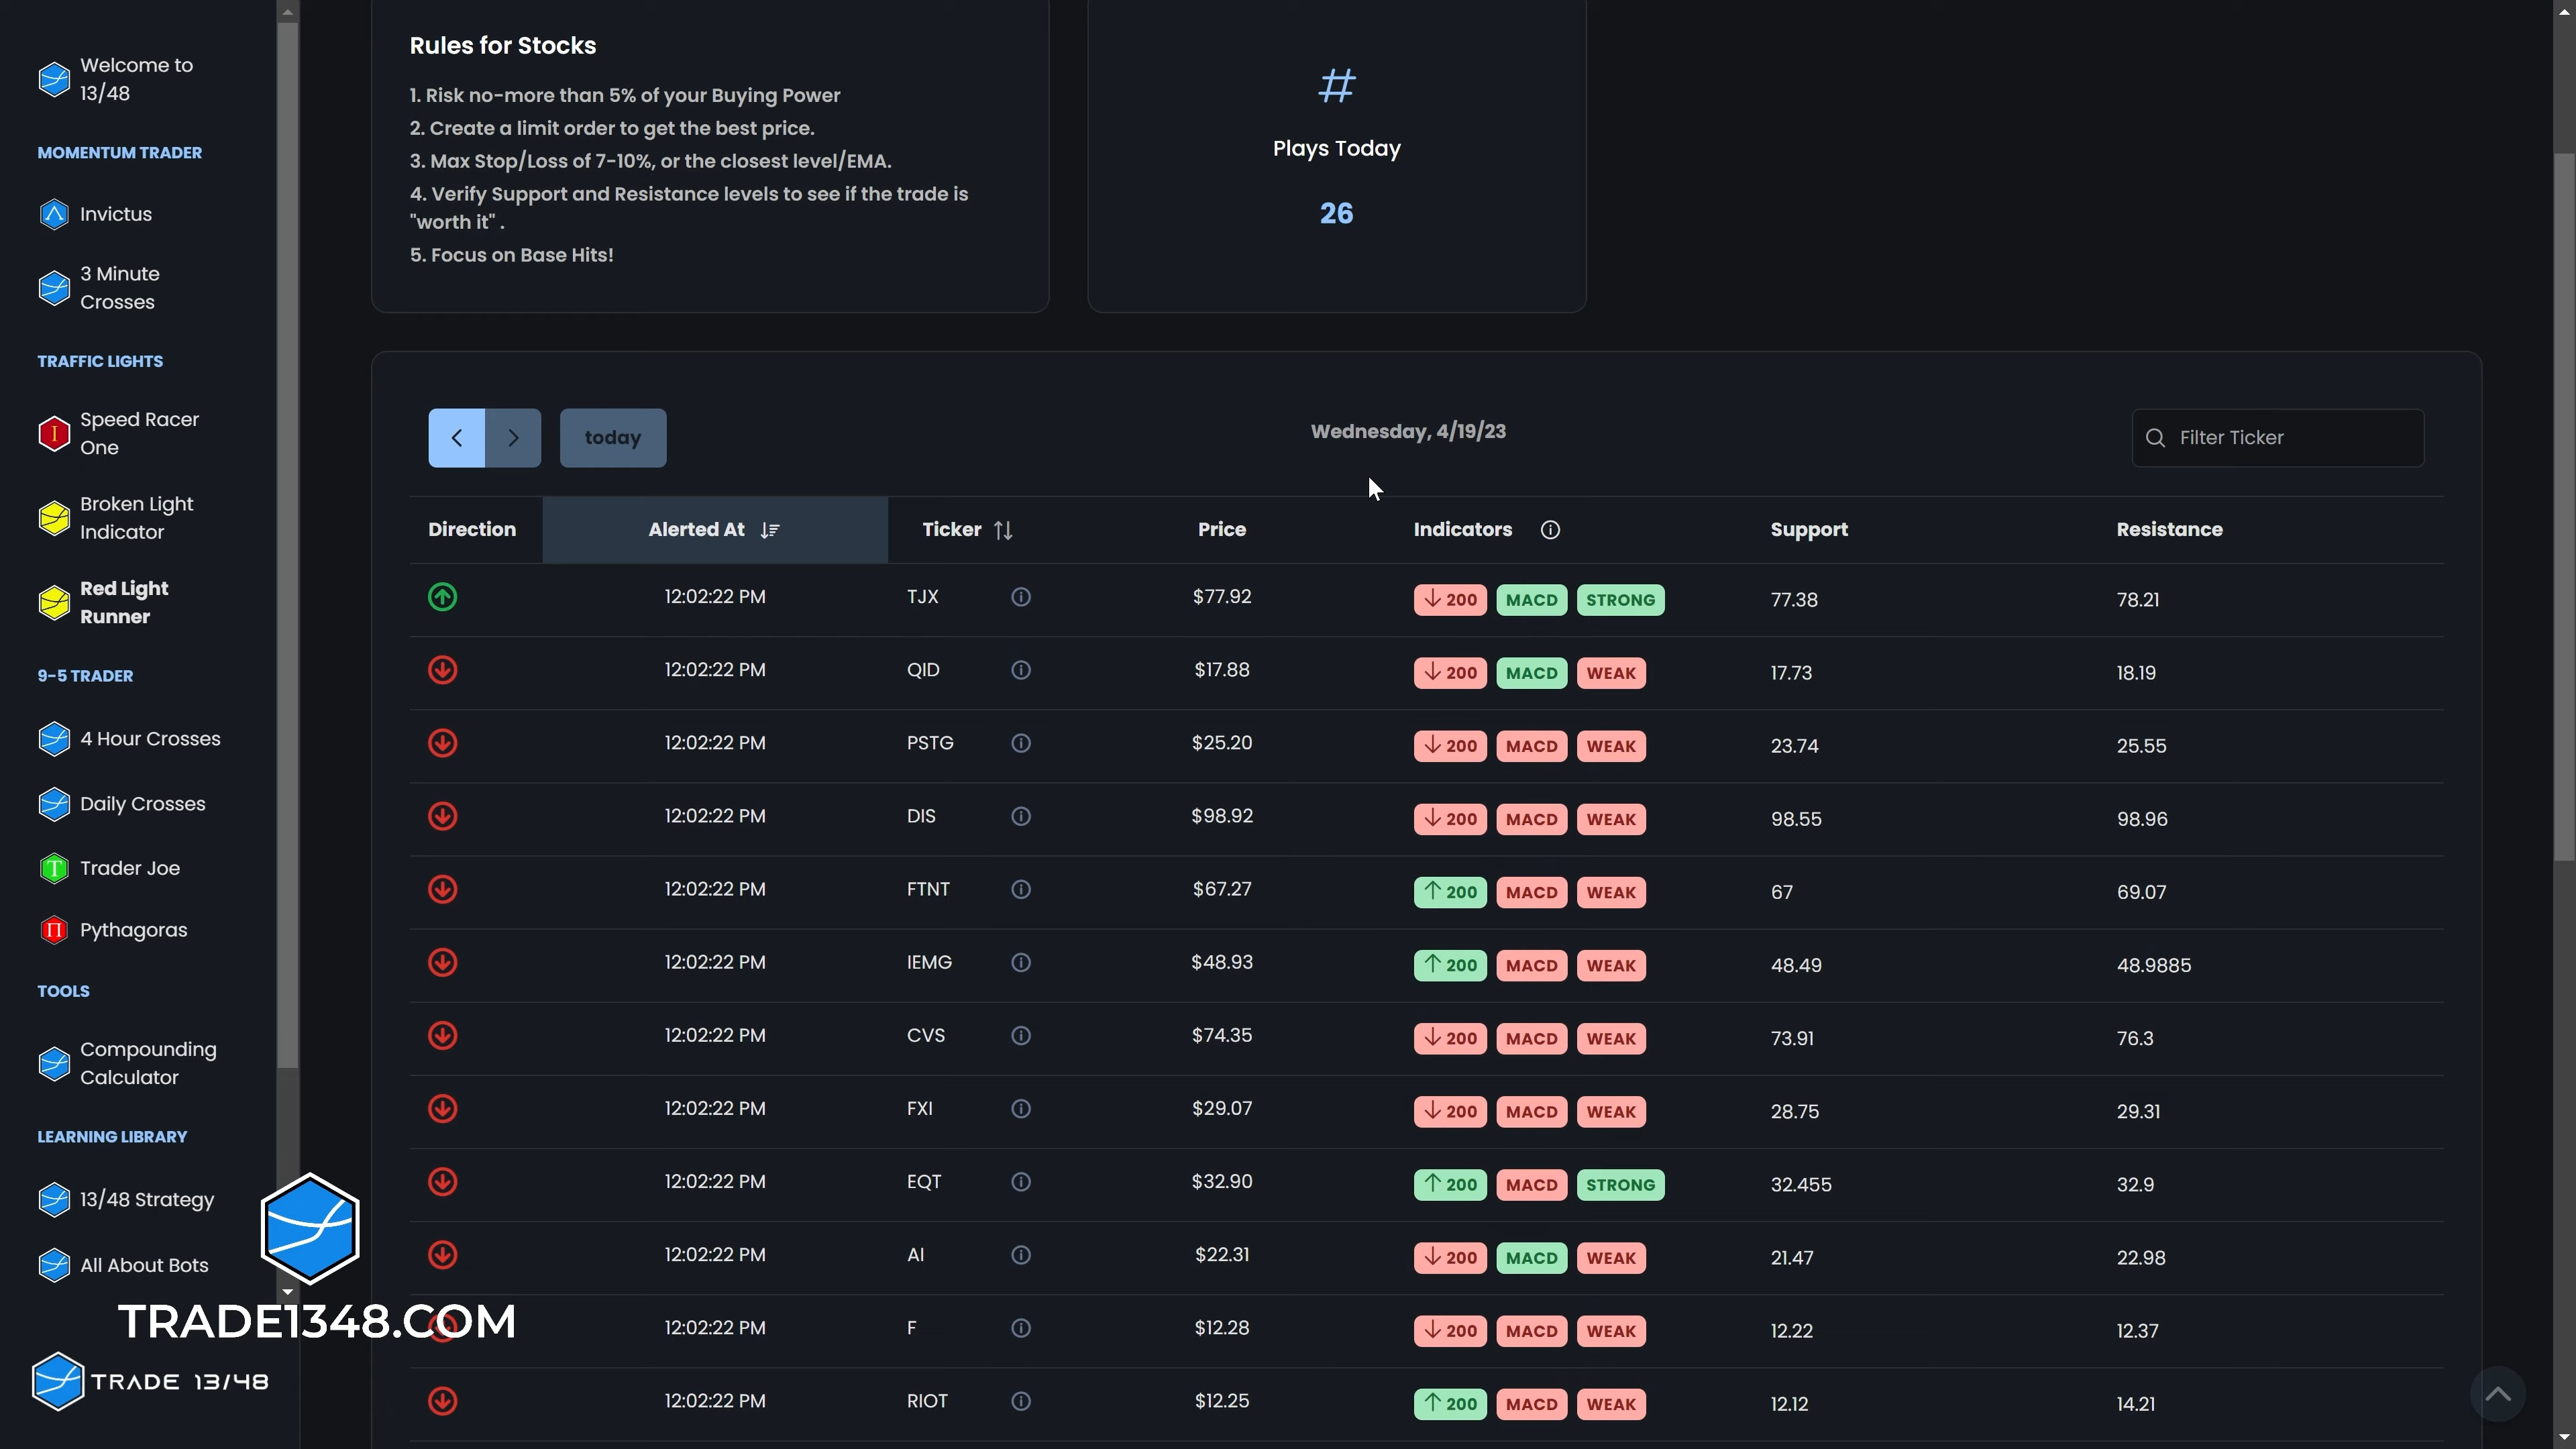 Welcome to
13/48
MOMENTUM TRADER
Invictus
3 Minute
Crosses
TRAFFIC LIGHTS
Speed Racer
One
Broken Light
Indicator
Red Light
Runner
9-5 TRADER
4 Hour Crosses
Daily Crosses
Trader Joe
Pythagoras
TOOLS
Compounding
Calculator
LEARNING LIBRARY
13/48 Strategy
All About Bots
TRADE1348.COM
TRADE 13/48
Rules for Stocks
1. Risk no-more than 5% of your Buying Power
2. Create a limit order to get the best price.
3. Max Stop/Loss of 7-10%, or the closest level/EMA.
4. Verify Support and Resistance levels to see if the trade is
"worth it" .
5. Focus on Base Hits!
#
Plays Today
26
today
Wednesday, 4/19/23
Filter Ticker
Direction Alerted At Ticker Price Indicators Support Resistance
12:02:22 PM TJX $77.92 ↓ 200 MACD STRONG 77.38 78.21
12:02:22 PM QID $17.88 ↓ 200 MACD WEAK 17.73 18.19
12:02:22 PM PSTG $25.20 ↓ 200 MACD WEAK 23.74 25.55
12:02:22 PM DIS $98.92 ↓ 200 MACD WEAK 98.55 98.96
12:02:22 PM FTNT $67.27 ↑ 200 MACD WEAK 67 69.07
12:02:22 PM IEMG $48.93 ↑ 200 MACD WEAK 48.49 48.9885
12:02:22 PM CVS $74.35 ↓ 200 MACD WEAK 73.91 76.3
12:02:22 PM FXI $29.07 ↓ 200 MACD WEAK 28.75 29.31
12:02:22 PM EQT $32.90 ↑ 200 MACD STRONG 32.455 32.9
12:02:22 PM AI $22.31 ↓ 200 MACD WEAK 21.47 22.98
12:02:22 PM F $12.28 ↓ 200 MACD WEAK 12.22 12.37
12:02:22 PM RIOT $12.25 ↑ 200 MACD WEAK 12.12 14.21